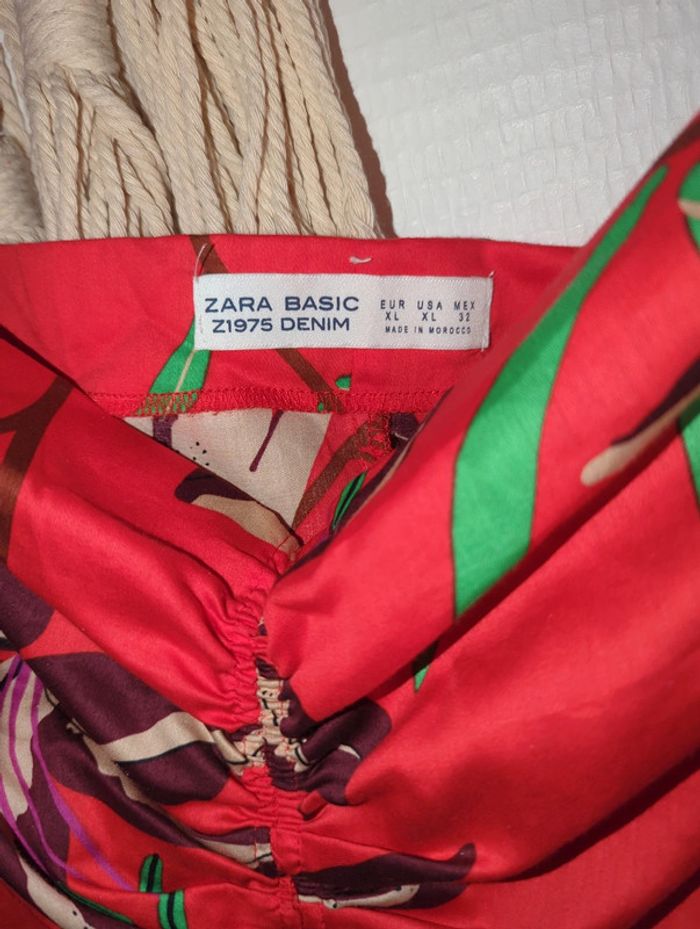 ZARA BASIC
Z1975 DENIM
EUR USA MEX
XL XL 32
MADE IN MOROCCO